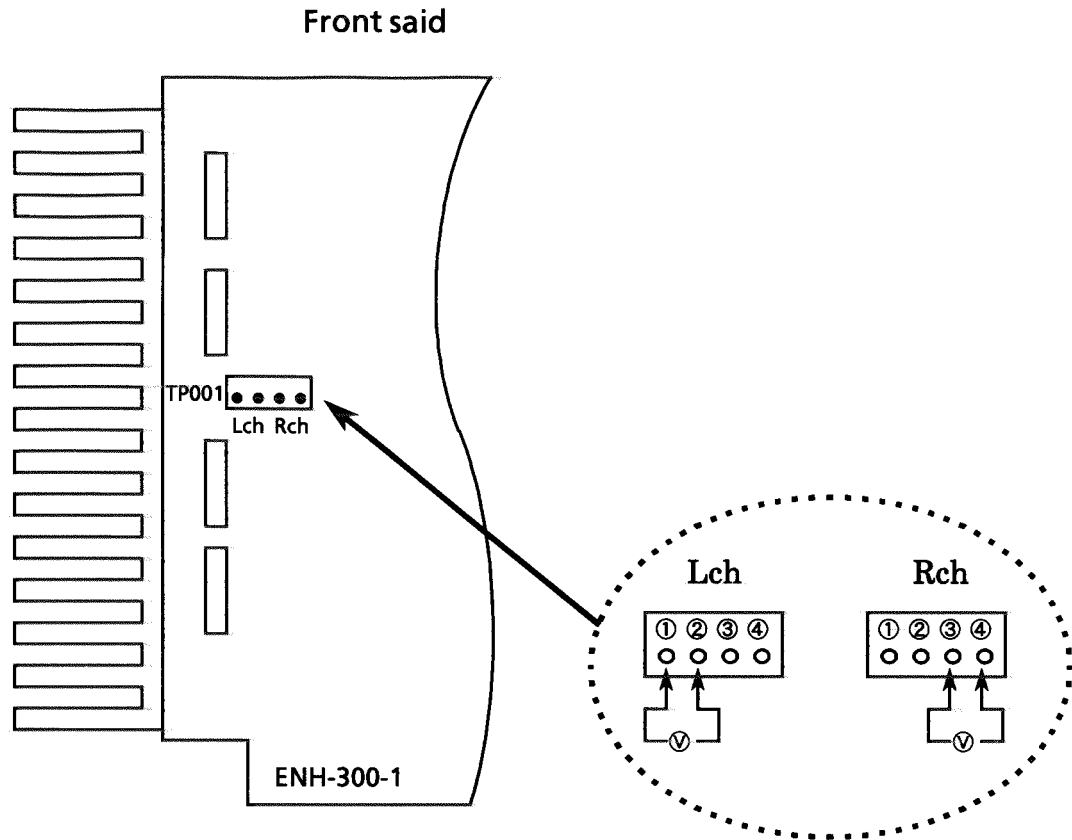 Front said
TP001
Lch Rch
Lch
Rch
① ② ③ ④
① ② ③ ④
V
V
ENH-300-1